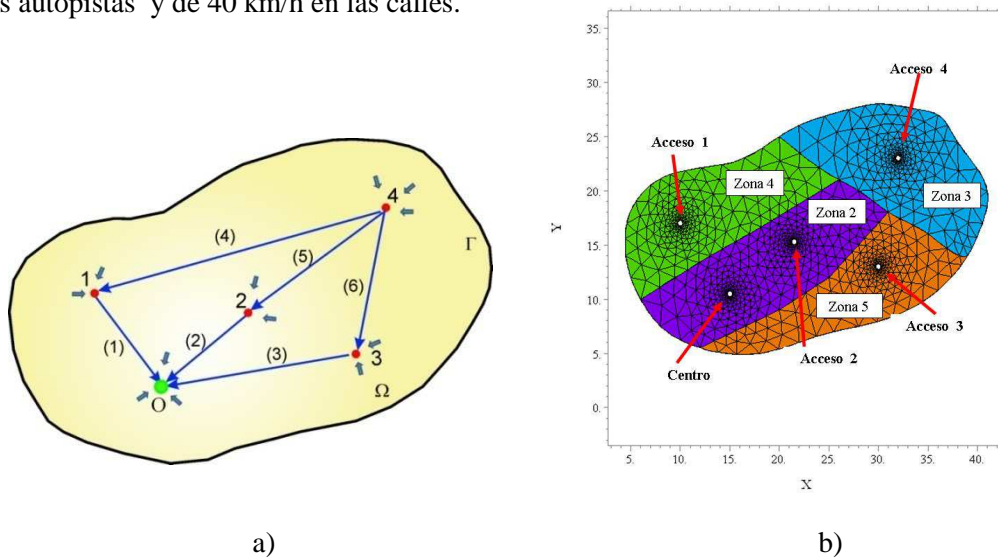 s autopistas y de 40 km/h en las calles.
4
(4)
Γ
(5)
1
(6)
2
(1)
(2)
(3)
3
O
Ω
a)
35.
30.
25.
20.
15.
10.
5.
0.
Y
Acceso 4
Acceso 1
Zona 4
Zona 3
Zona 2
Zona 5
Acceso 3
Acceso 2
Centro
5. 10. 15. 20. 25. 30. 35. 40.
X
b)